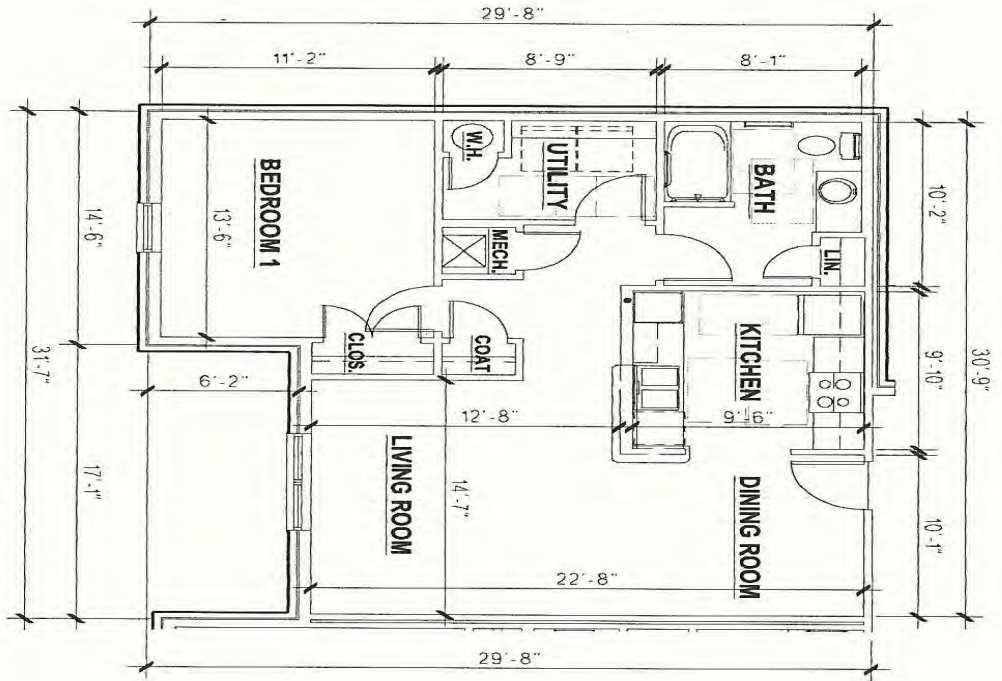 29'-8"
11'-2"
8'-9"
8'-1"
W.H.
UTILITY
BATH
BEDROOM 1
13'-6"
14'-6"
10'-2"
MECH.
LIN.
KITCHEN
COAT
CLOS.
31'-7"
9'-10"
30'-9"
6'-2"
12'-8"
9'-6"
LIVING ROOM
14'-7"
DINING ROOM
17'-1"
10'-1"
22'-8"
29'-8"